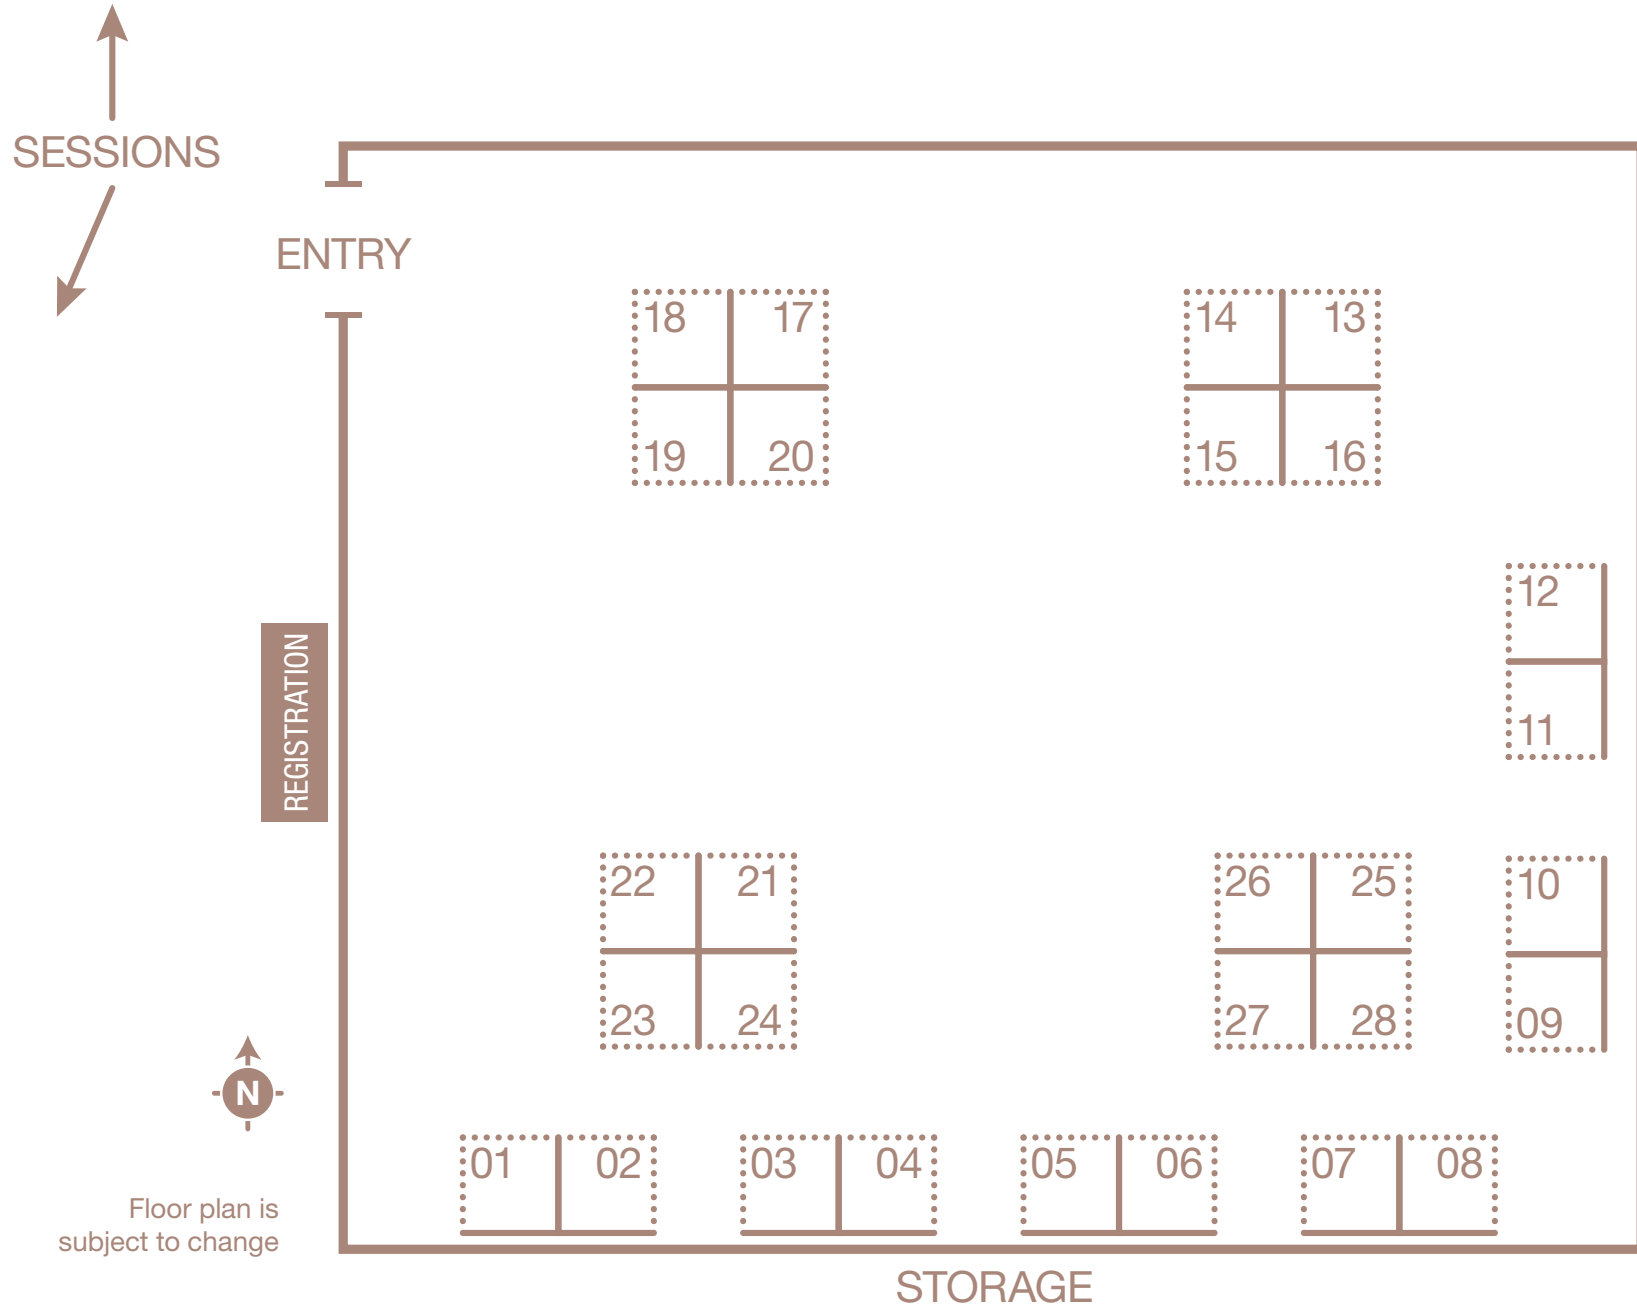 SESSIONS
ENTRY
18 17
14 13
19 20
15 16
12
REGISTRATION
11
22 21
26 25
10
23 24
27 28
09
N
01 02
03 04
05 06
07 08
Floor plan is
subject to change
STORAGE